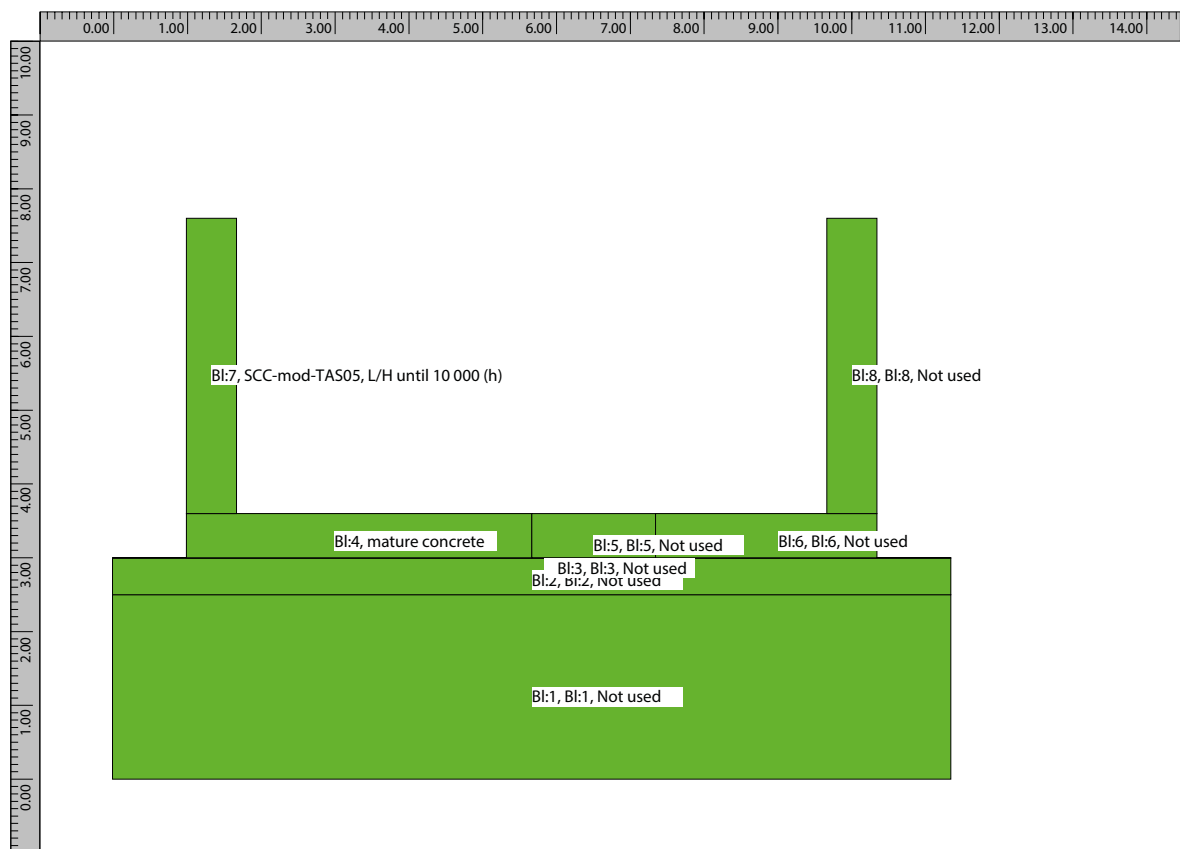 0.00 1.00 2.00 3.00 4.00 5.00 6.00 7.00 8.00 9.00 10.00 11.00 12.00 13.00 14.00
10.00
9.00
8.00
7.00
6.00
Bl:7, SCC-mod-TAS05, L/H until 10 000 (h) Bl:8, Bl:8, Not used
5.00
4.00
Bl:4, mature concrete Bl:5, Bl:5, Not used Bl:6, Bl:6, Not used
3.00
Bl:3, Bl:3, Not used
Bl:2, Bl:2, Not used
2.00
Bl:1, Bl:1, Not used
1.00
0.00